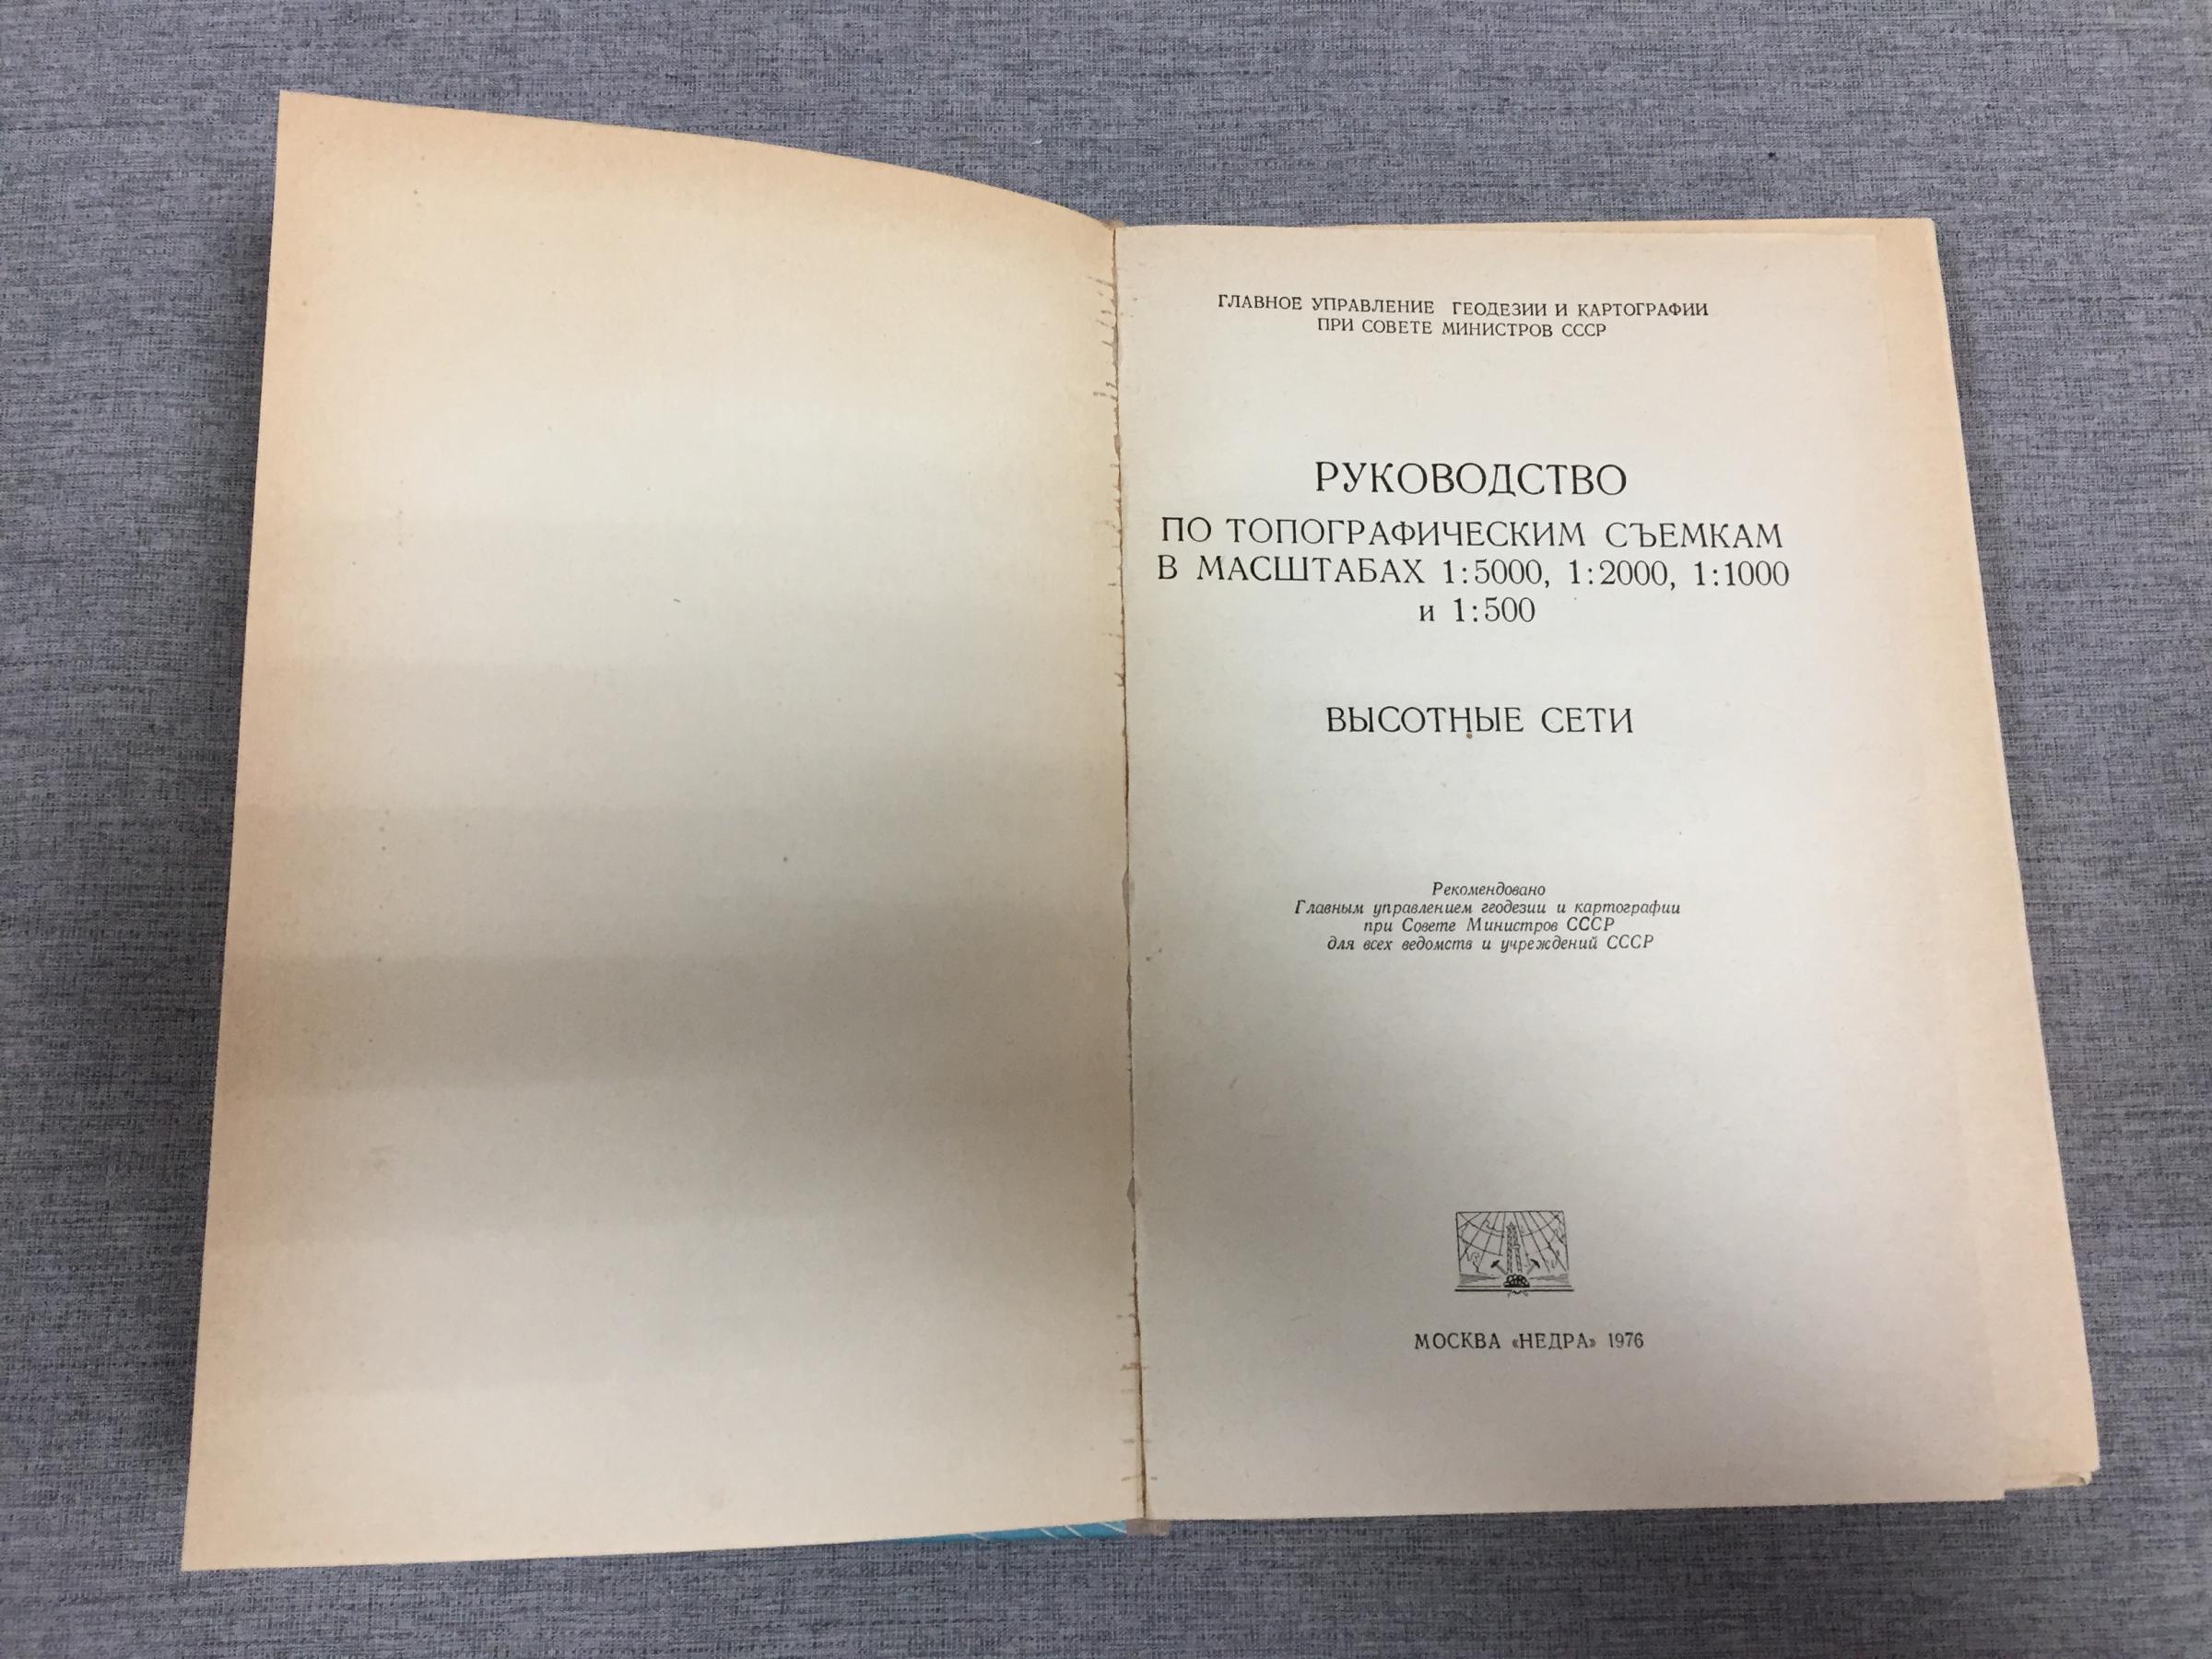 ГЛАВНОЕ УПРАВЛЕНИЕ ГЕОДЕЗИИ И КАРТОГРАФИИ
ПРИ СОВЕТЕ МИНИСТРОВ СССР
РУКОВОДСТВО
ПО ТОПОГРАФИЧЕСКИМ СЪЕМКАМ
В МАСШТАБАХ 1:5000, 1:2000, 1:1000
и 1:500
ВЫСОТНЫЕ СЕТИ
Рекомендовано
Главным управлением геодезии и картографии
при Совете Министров СССР
для всех ведомств и учреждений СССР
МОСКВА «НЕДРА» 1976